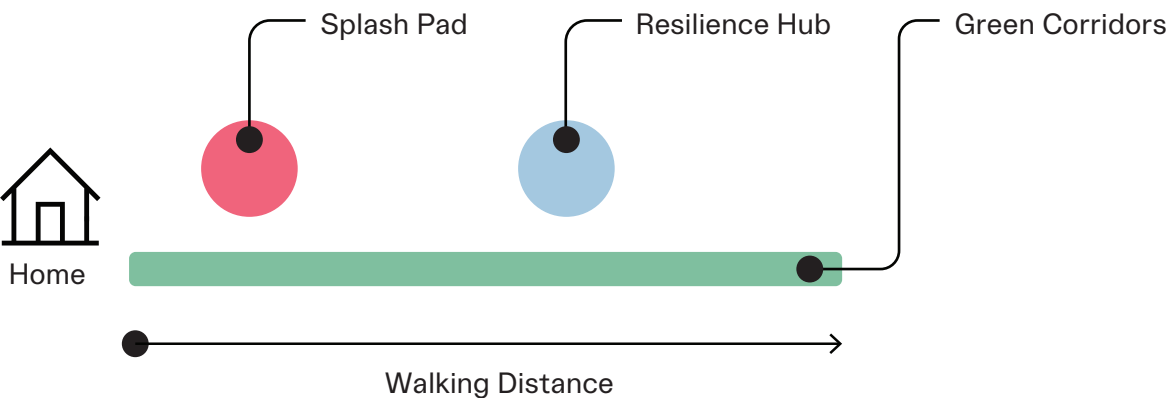 Splash Pad
Resilience Hub
Green Corridors
Home
Walking Distance